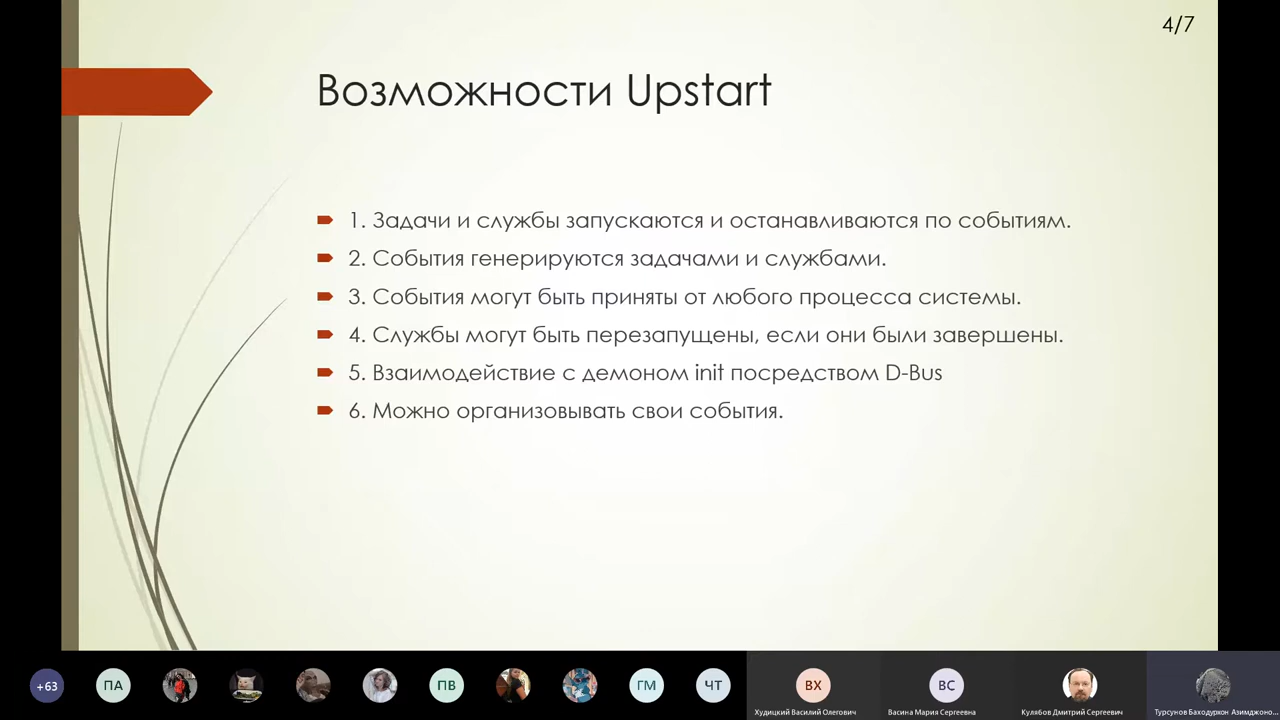 4/7
Возможности Upstart
1. Задачи и службы запускаются и останавливаются по событиям.
2. События генерируются задачами и службами.
3. События могут быть приняты от любого процесса системы.
4. Службы могут быть перезапущены, если они были завершены.
5. Взаимодействие с демоном init посредством D-Bus
6. Можно организовывать свои события.
+63
ПА
ПВ
ГМ
ЧТ
ВХ
ВС
Худицкий Василий Олегович
Васина Мария Сергеевна
Кулябов Дмитрий Сергеевич
Турсунов Баходурхон Азимджоно...